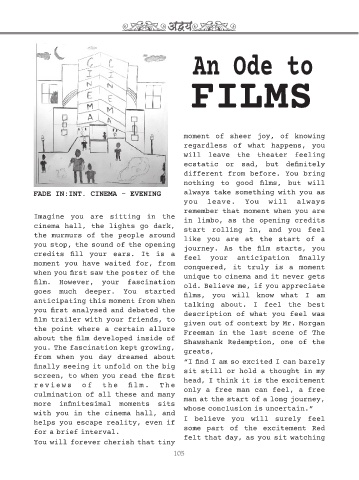 अद्वय
An Ode to
FILMS
CINEMA
CINEMA
FADE IN:INT. CINEMA – EVENING
Imagine you are sitting in the
cinema hall, the lights go dark,
the murmurs of the people around
you stop, the sound of the opening
credits fill your ears. It is a
moment you have waited for, from
when you first saw the poster of the
film. However, your fascination
goes much deeper. You started
anticipating this moment from when
you first analysed and debated the
film trailer with your friends, to
the point where a certain allure
about the film developed inside of
you. The fascination kept growing,
from when you day dreamed about
finally seeing it unfold on the big
screen, to when you read the first
reviews of the film. The
culmination of all these and many
more infinitesimal moments sits
with you in the cinema hall, and
helps you escape reality, even if
for a brief interval.
You will forever cherish that tiny
moment of sheer joy, of knowing
regardless of what happens, you
will leave the theater feeling
ecstatic or sad, but definitely
different from before. You bring
nothing to good films, but will
always take something with you as
you leave. You will always
remember that moment when you are
in limbo, as the opening credits
start rolling in, and you feel
like you are at the start of a
journey. As the film starts, you
feel your anticipation finally
conquered, it truly is a moment
unique to cinema and it never gets
old. Believe me, if you appreciate
films, you will know what I am
talking about. I feel the best
description of what you feel was
given out of context by Mr. Morgan
Freeman in the last scene of The
Shawshank Redemption, one of the
greats,
"I find I am so excited I can barely
sit still or hold a thought in my
head, I think it is the excitement
only a free man can feel, a free
man at the start of a long journey,
whose conclusion is uncertain."
I believe you will surely feel
some part of the excitement Red
felt that day, as you sit watching
105